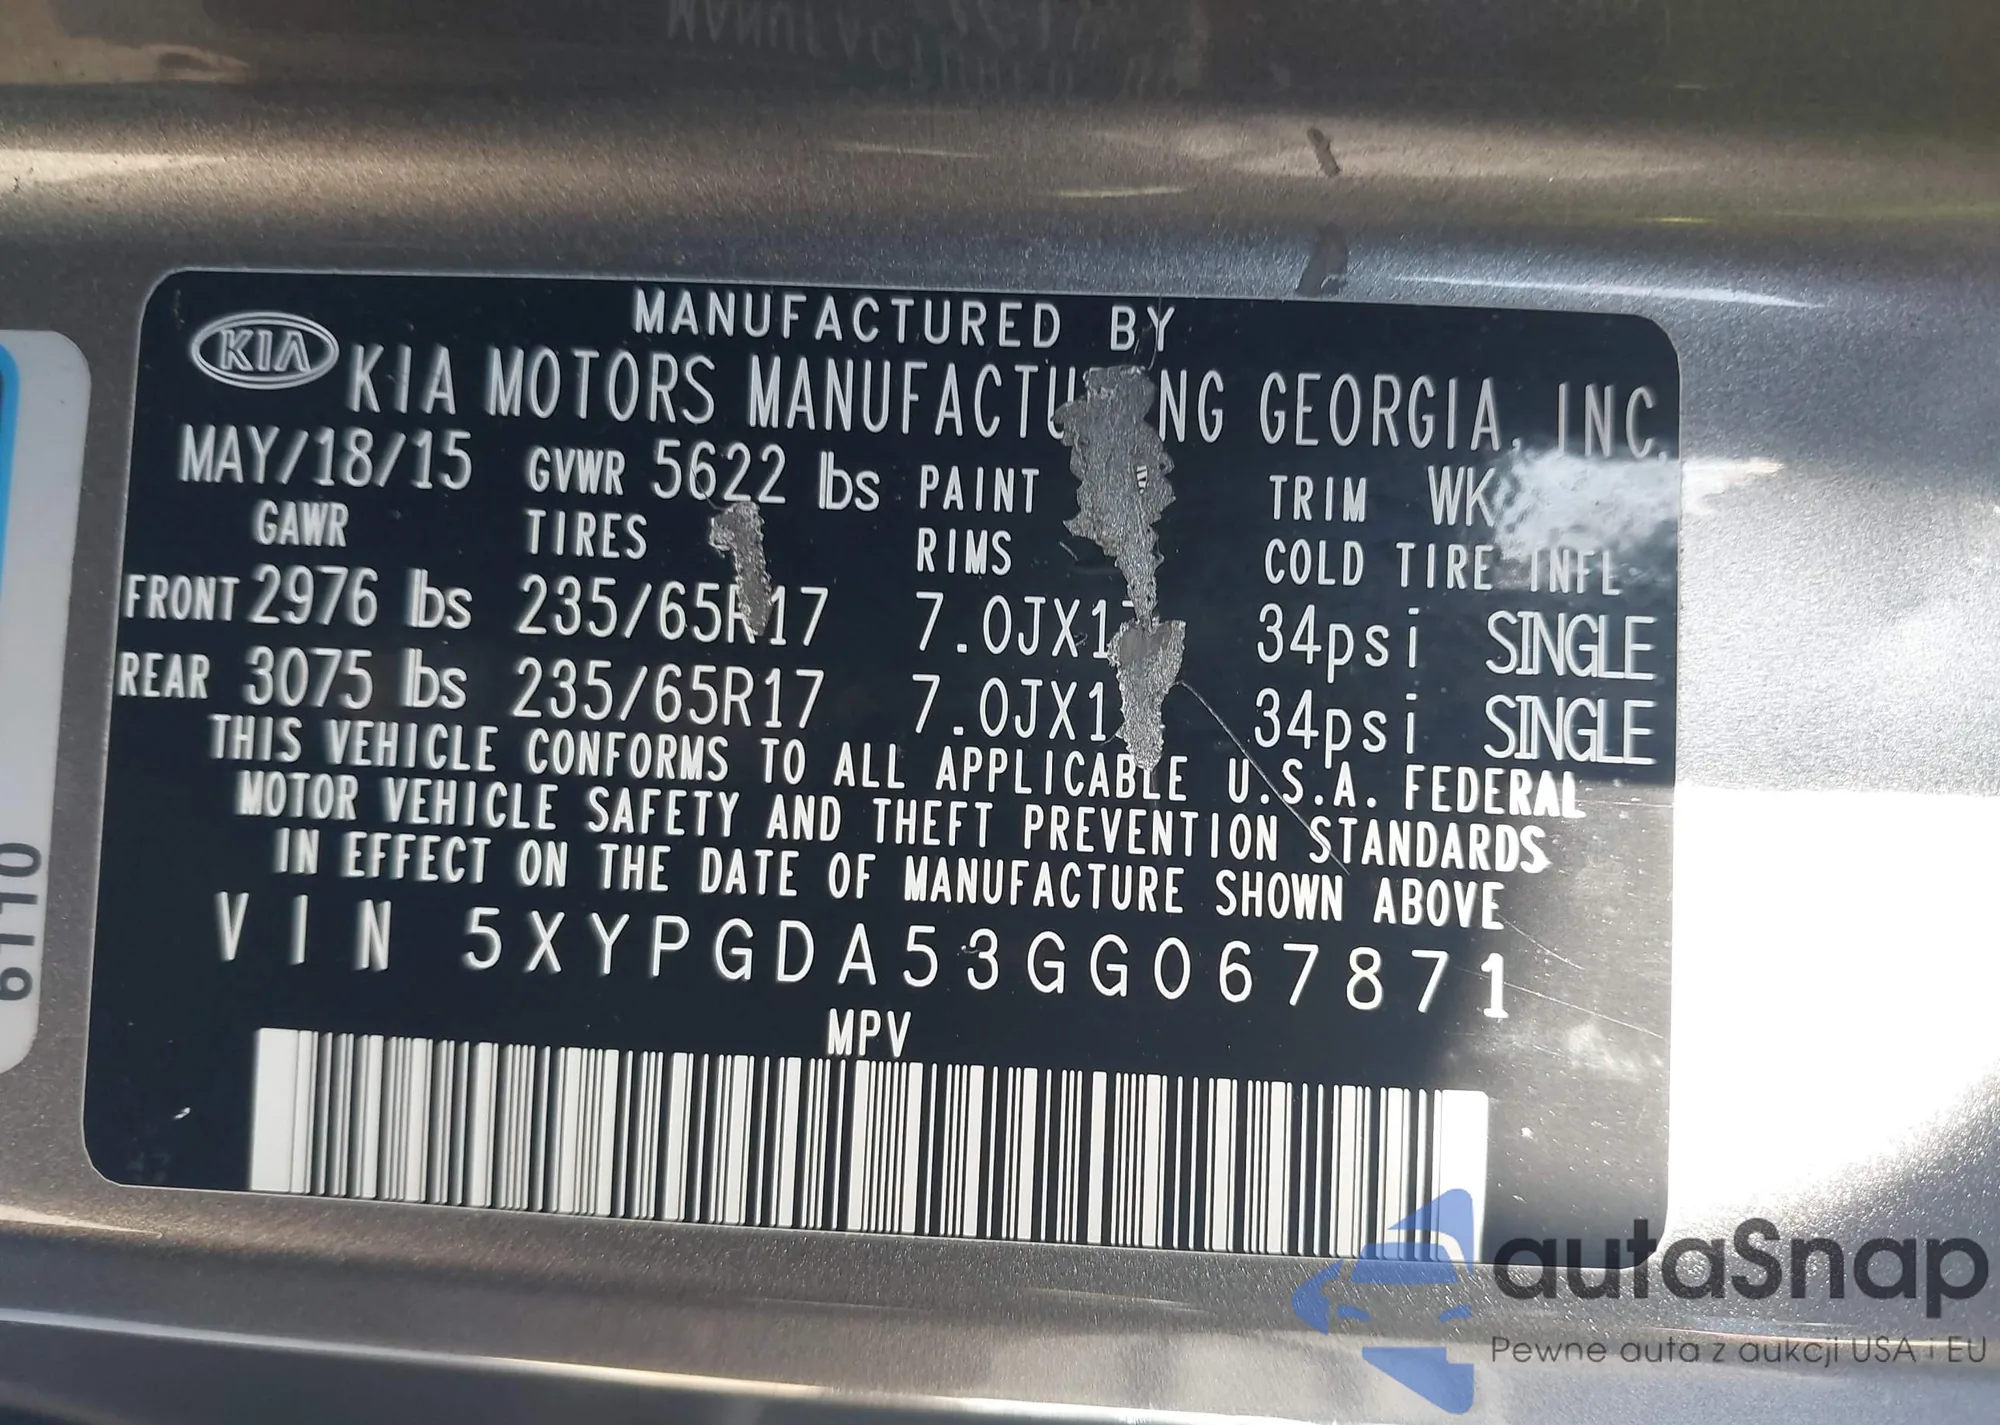 MANUFACTURED BY
KIA KIA MOTORS MANUFACTURING GEORGIA, INC.
MAY/18/15 GVWR 5622 lbs PAINT TRIM WK
GAWR TIRES RIMS COLD TIRE INFL
FRONT 2976 lbs 235/65R17 7.0JX17 34psi SINGLE
REAR 3075 lbs 235/65R17 7.0JX1 34psi SINGLE
THIS VEHICLE CONFORMS TO ALL APPLICABLE U.S.A. FEDERAL
MOTOR VEHICLE SAFETY AND THEFT PREVENTION STANDARDS
IN EFFECT ON THE DATE OF MANUFACTURE SHOWN ABOVE
VIN 5XYPGDA53GG067871
MPV
autaSnap
Pewne auta z aukcji USA i EU